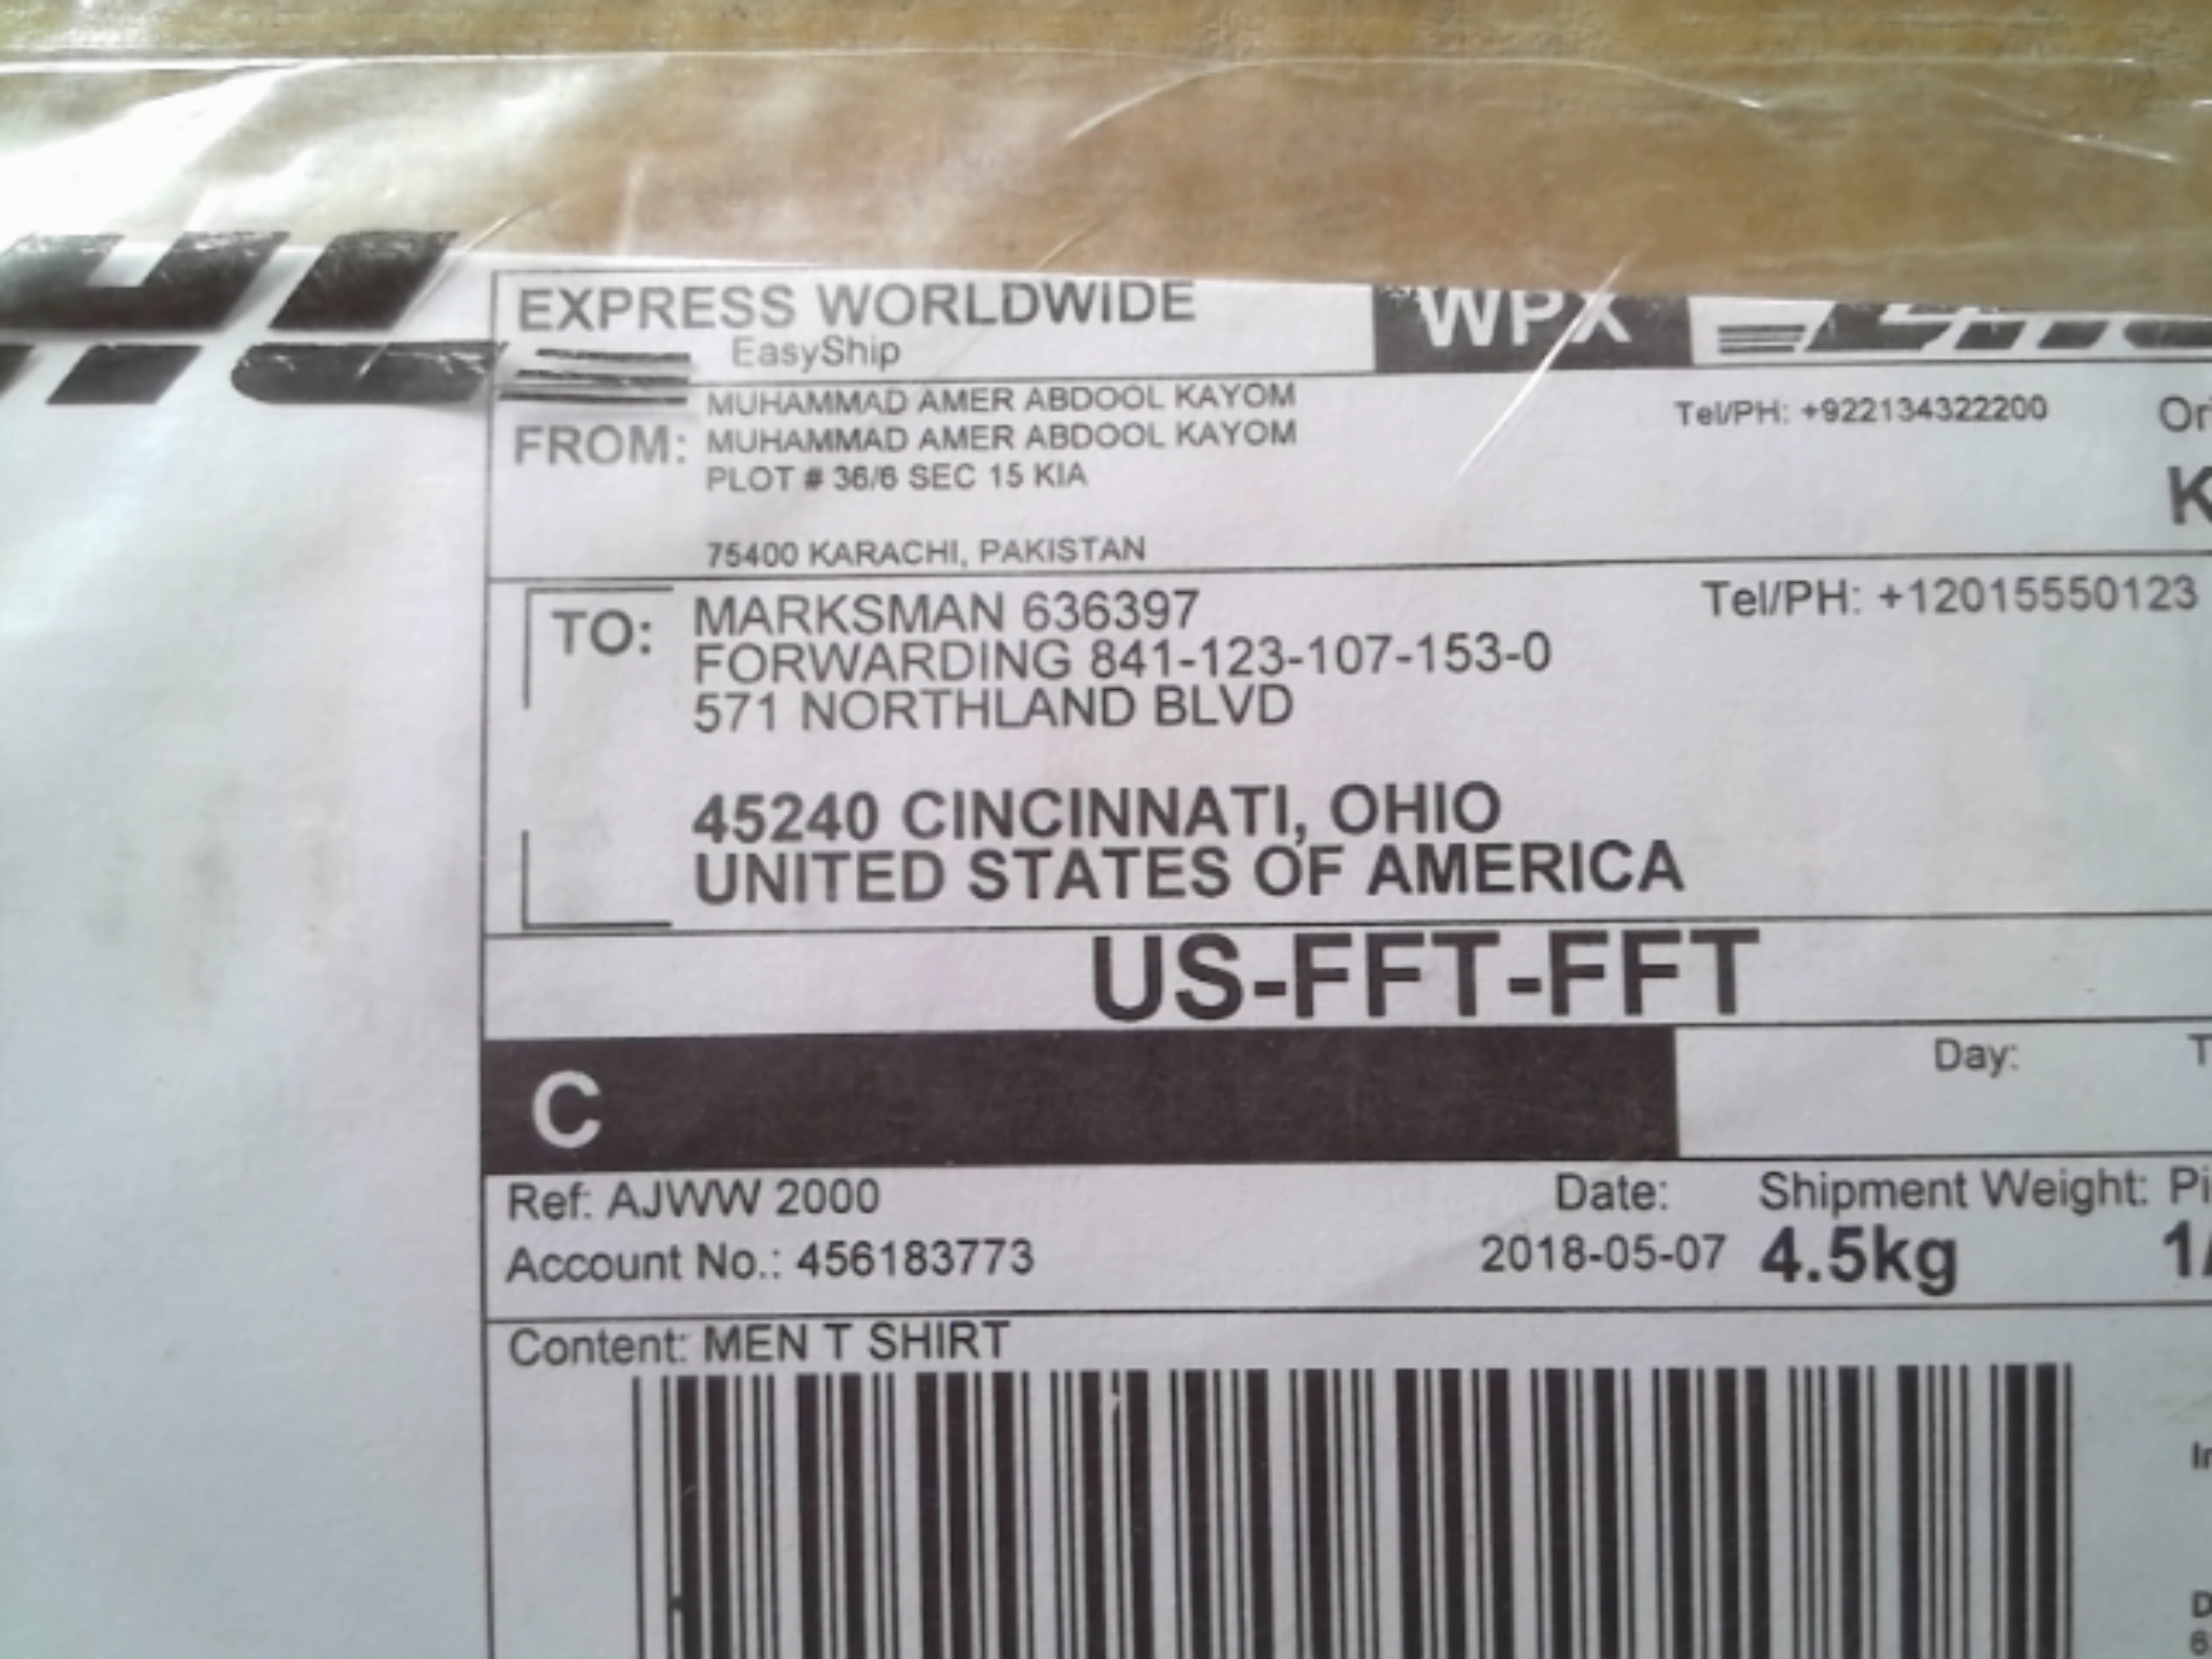 EXPRESS WORLDWIDE
EasyShip
WPX
MUHAMMAD AMER ABDOOL KAYOM
Tel/PH: +922134322200
FROM: MUHAMMAD AMER ABDOOL KAYOM
PLOT # 36/6 SEC 15 KIA
75400 KARACHI, PAKISTAN
TO: MARKSMAN 636397
Tel/PH: +12015550123
FORWARDING 841-123-107-153-0
571 NORTHLAND BLVD
45240 CINCINNATI, OHIO
UNITED STATES OF AMERICA
US-FFT-FFT
C
Day:
Ref: AJWW 2000
Date:
Shipment Weight:
Account No.: 456183773
2018-05-07
4.5kg
Content: MEN T SHIRT